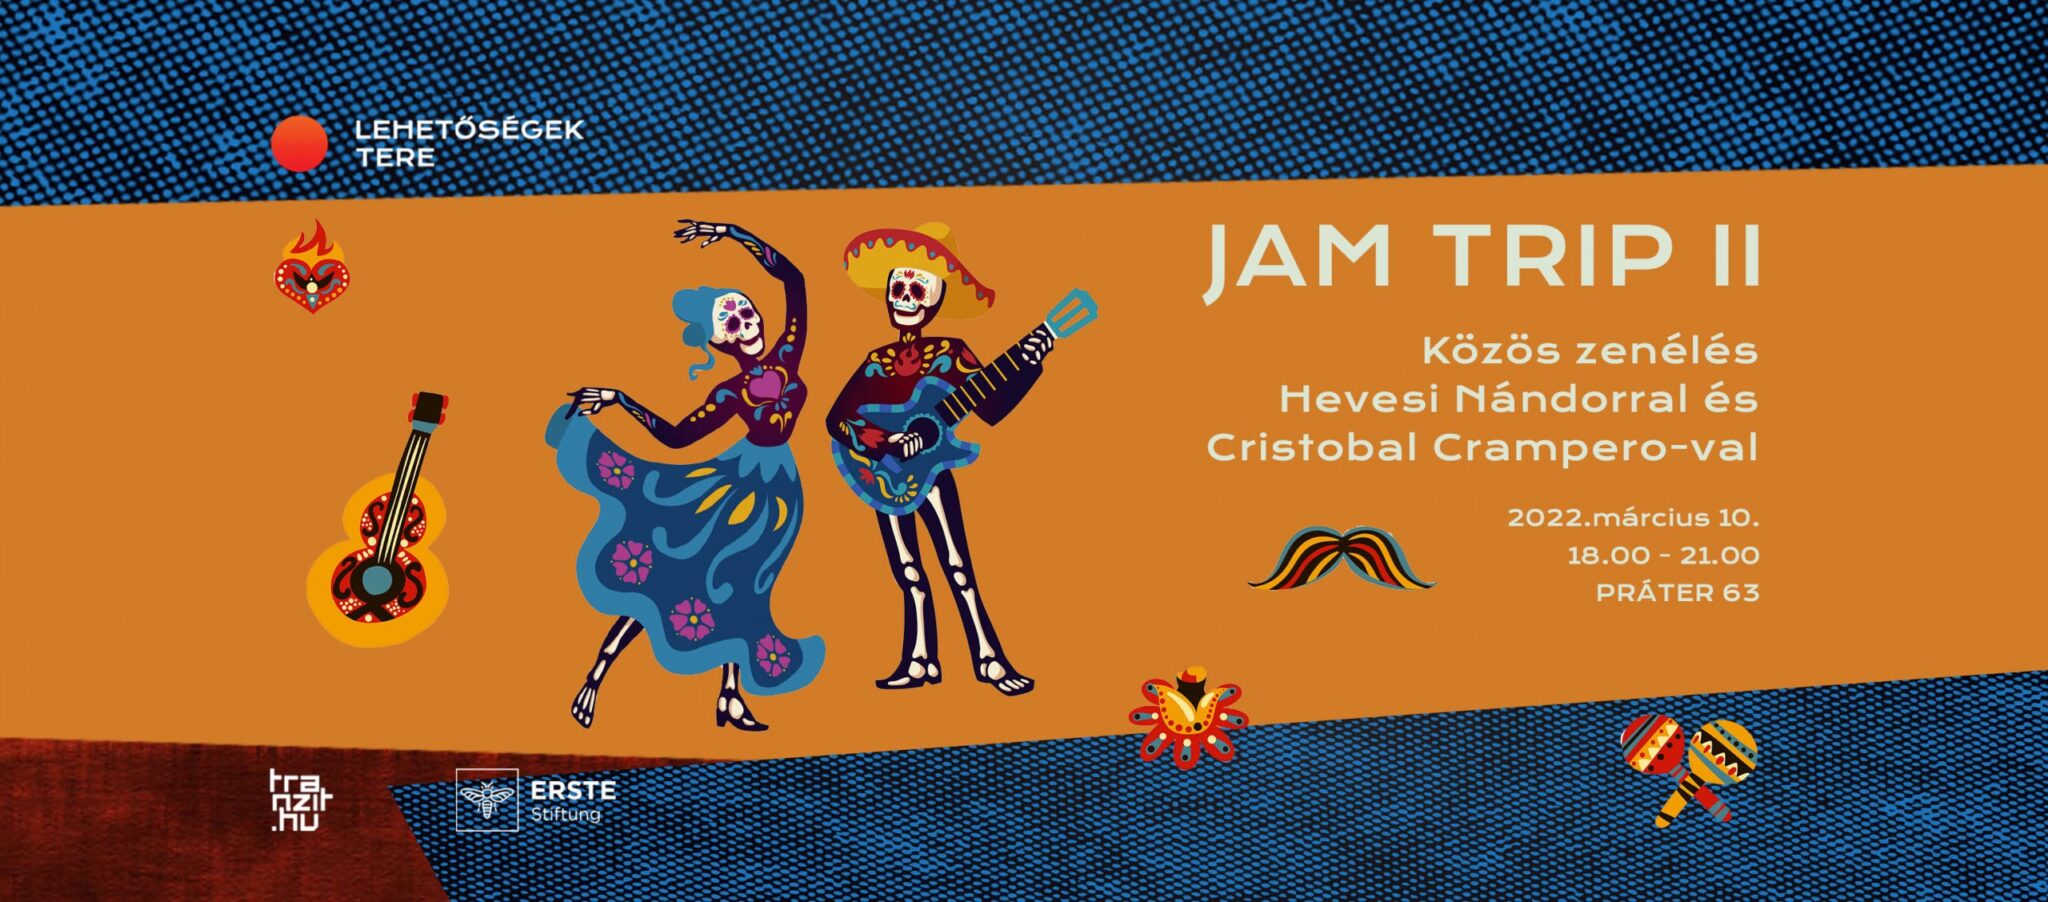 LEHETŐSÉGEK
TERE
JAM TRIP II
Közös zenélés
Hevesi Nándorral és
Cristobal Crampero-val
2022.március 10.
18.00 - 21.00
PRÁTER 63
tra
nzit
.hu
ERSTE
Stiftung